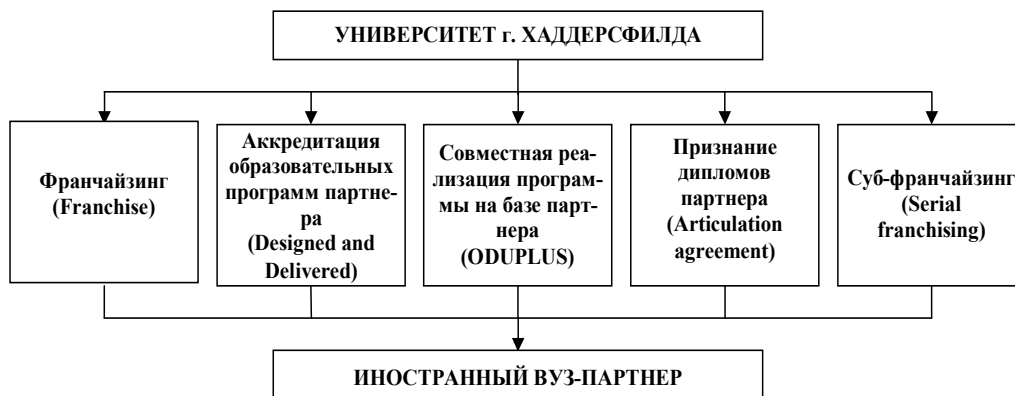 УНИВЕРСИТЕТ г. ХАДДЕРСФИЛДА
Франчайзинг
(Franchise)
Аккредитация
образовательных
программ партне-
ра
(Designed and
Delivered)
Совместная реа-
лизация програм-
мы на базе парт-
нера
(ODUPLUS)
Признание
дипломов
партнера
(Articulation
agreement)
Суб-франчайзинг
(Serial
franchising)
ИНОСТРАННЫЙ ВУЗ-ПАРТНЕР